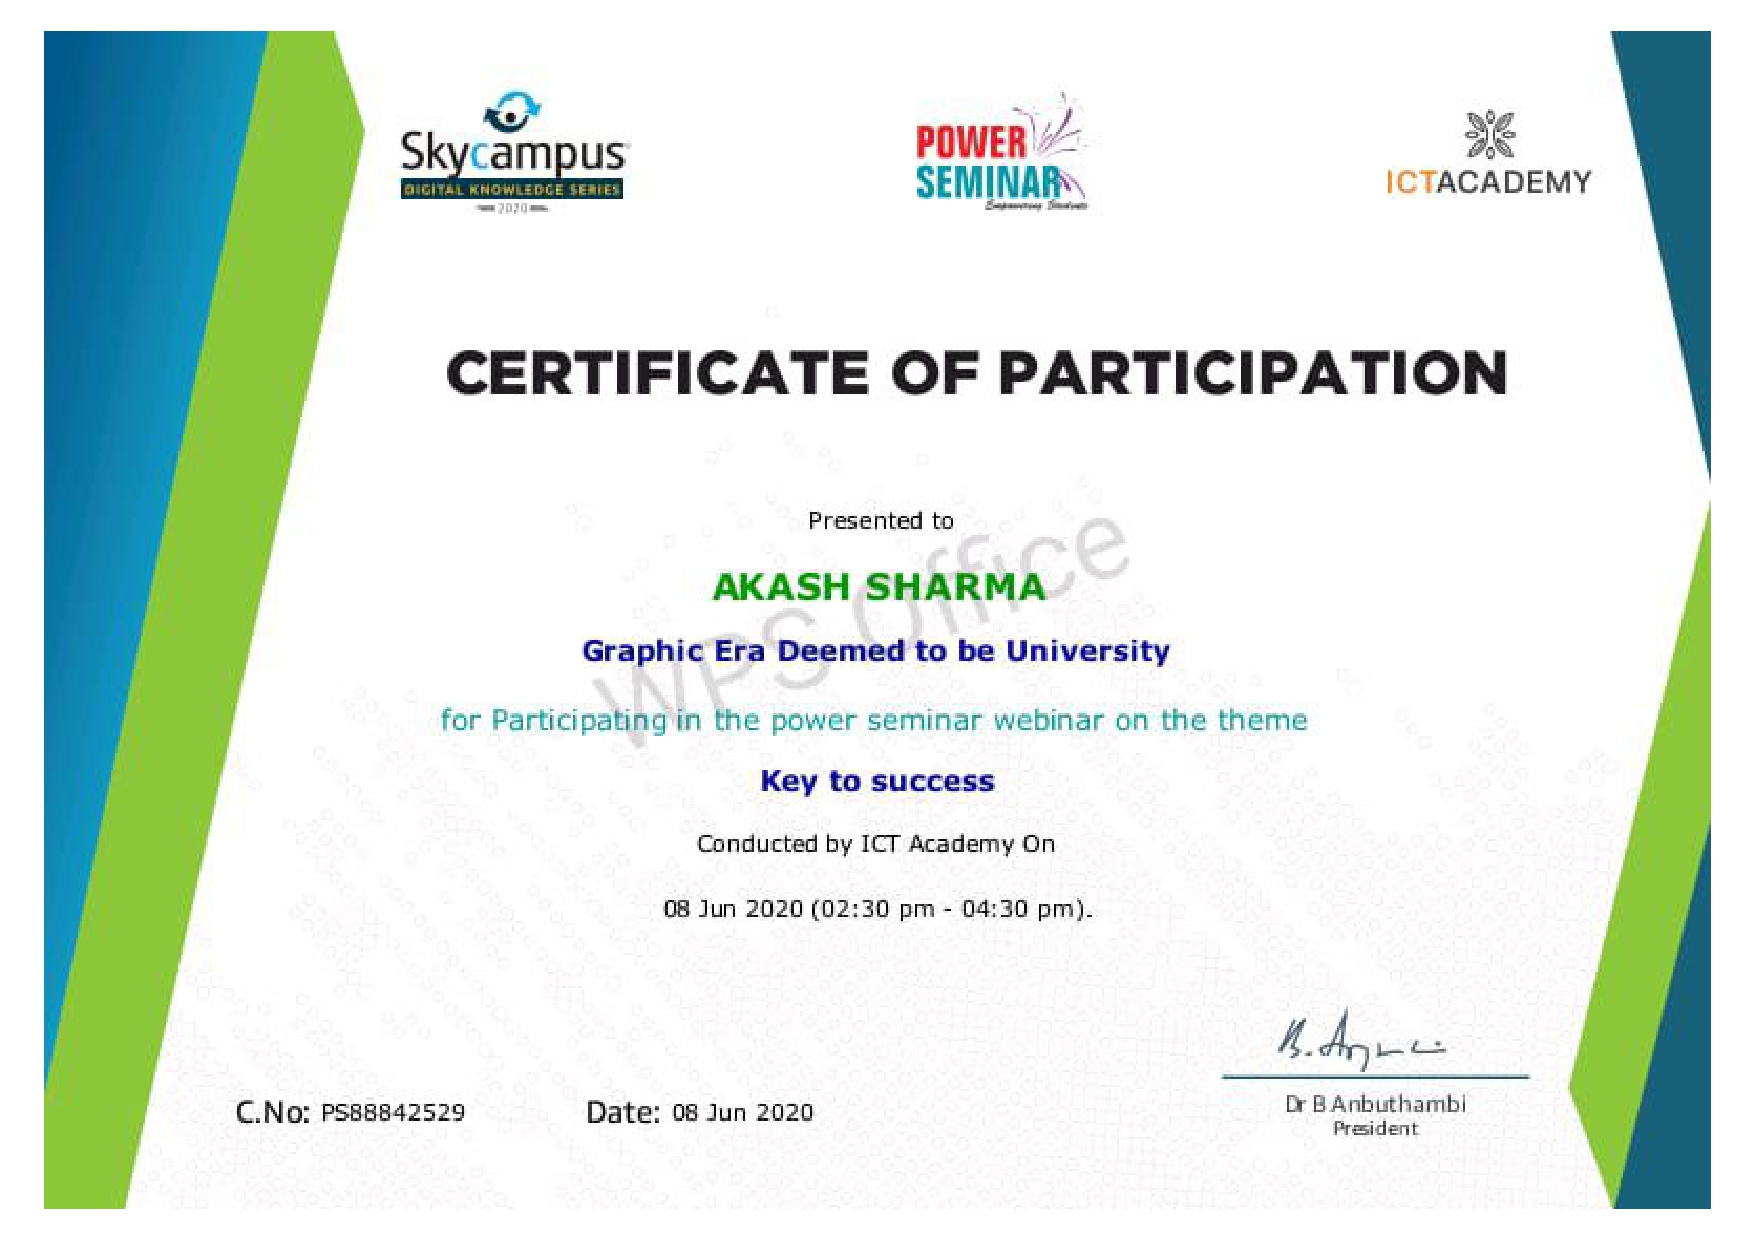 Skycampus
DIGITAL KNOWLEDGE SERIES
2020
POWER
SEMINAR
Empowering Students
ICTACADEMY
CERTIFICATE OF PARTICIPATION
Presented to
AKASH SHARMA
Graphic Era Deemed to be University
for Participating in the power seminar webinar on the theme
Key to success
Conducted by ICT Academy On
08 Jun 2020 (02:30 pm - 04:30 pm).
WPS Office
C.No: PS88842529
Date: 08 Jun 2020
Dr B Anbuthambi
President